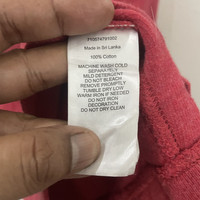 Made in Sri Lanka
100% Cotton
MACHINE WASH COLD
SEPARATELY
MILD DETERGENT
DO NOT BLEACH
REMOVE PROMPTLY
TUMBLE DRY LOW
WARM IRON IF NEEDED
DO NOT IRON
DECORATION
DO NOT DRY CLEAN